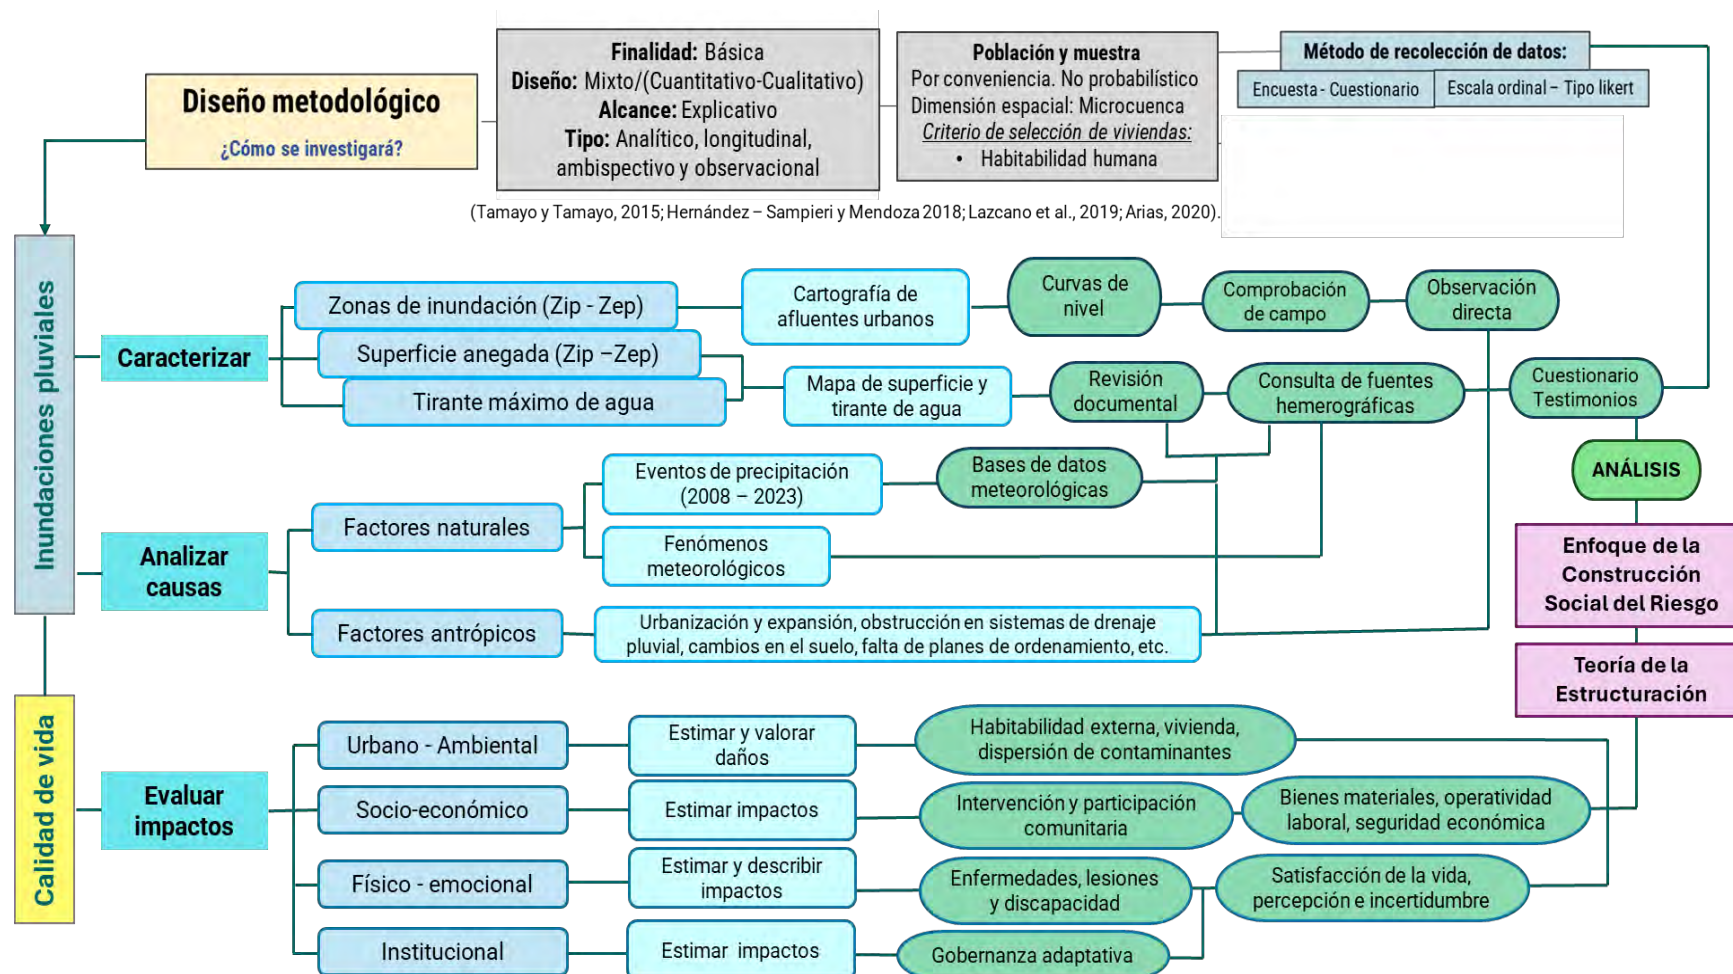 Diseño metodológico
¿Cómo se investigará?
Finalidad: Básica
Diseño: Mixto/(Cuantitativo-Cualitativo)
Alcance: Explicativo
Tipo: Analítico, longitudinal,
ambispectivo y observacional
Población y muestra
Por conveniencia. No probabilístico
Dimensión espacial: Microcuenca
Criterio de selección de viviendas:
• Habitabilidad humana
Método de recolección de datos:
Encuesta - Cuestionario
Escala ordinal – Tipo likert
(Tamayo y Tamayo, 2015; Hernández – Sampieri y Mendoza 2018; Lazcano et al., 2019; Arias, 2020).
Inundaciones pluviales
Caracterizar
Zonas de inundación (Zip - Zep)
Cartografía de
afluentes urbanos
Curvas de
nivel
Comprobación
de campo
Observación
directa
Superficie anegada (Zip –Zep)
Tirante máximo de agua
Mapa de superficie y
tirante de agua
Revisión
documental
Consulta de fuentes
hemerográficas
Cuestionario
Testimonios
Analizar
causas
Factores naturales
Eventos de precipitación
(2008 – 2023)
Bases de datos
meteorológicas
Fenómenos
meteorológicos
Factores antrópicos
Urbanización y expansión, obstrucción en sistemas de drenaje
pluvial, cambios en el suelo, falta de planes de ordenamiento, etc.
ANÁLISIS
Enfoque de la
Construcción
Social del Riesgo
Teoría de la
Estructuración
Calidad de vida
Evaluar
impactos
Urbano - Ambiental
Estimar y valorar
daños
Habitabilidad externa, vivienda,
dispersión de contaminantes
Socio-económico
Estimar impactos
Intervención y participación
comunitaria
Bienes materiales, operatividad
laboral, seguridad económica
Físico - emocional
Estimar y describir
impactos
Enfermedades, lesiones
y discapacidad
Satisfacción de la vida,
percepción e incertidumbre
Institucional
Estimar impactos
Gobernanza adaptativa